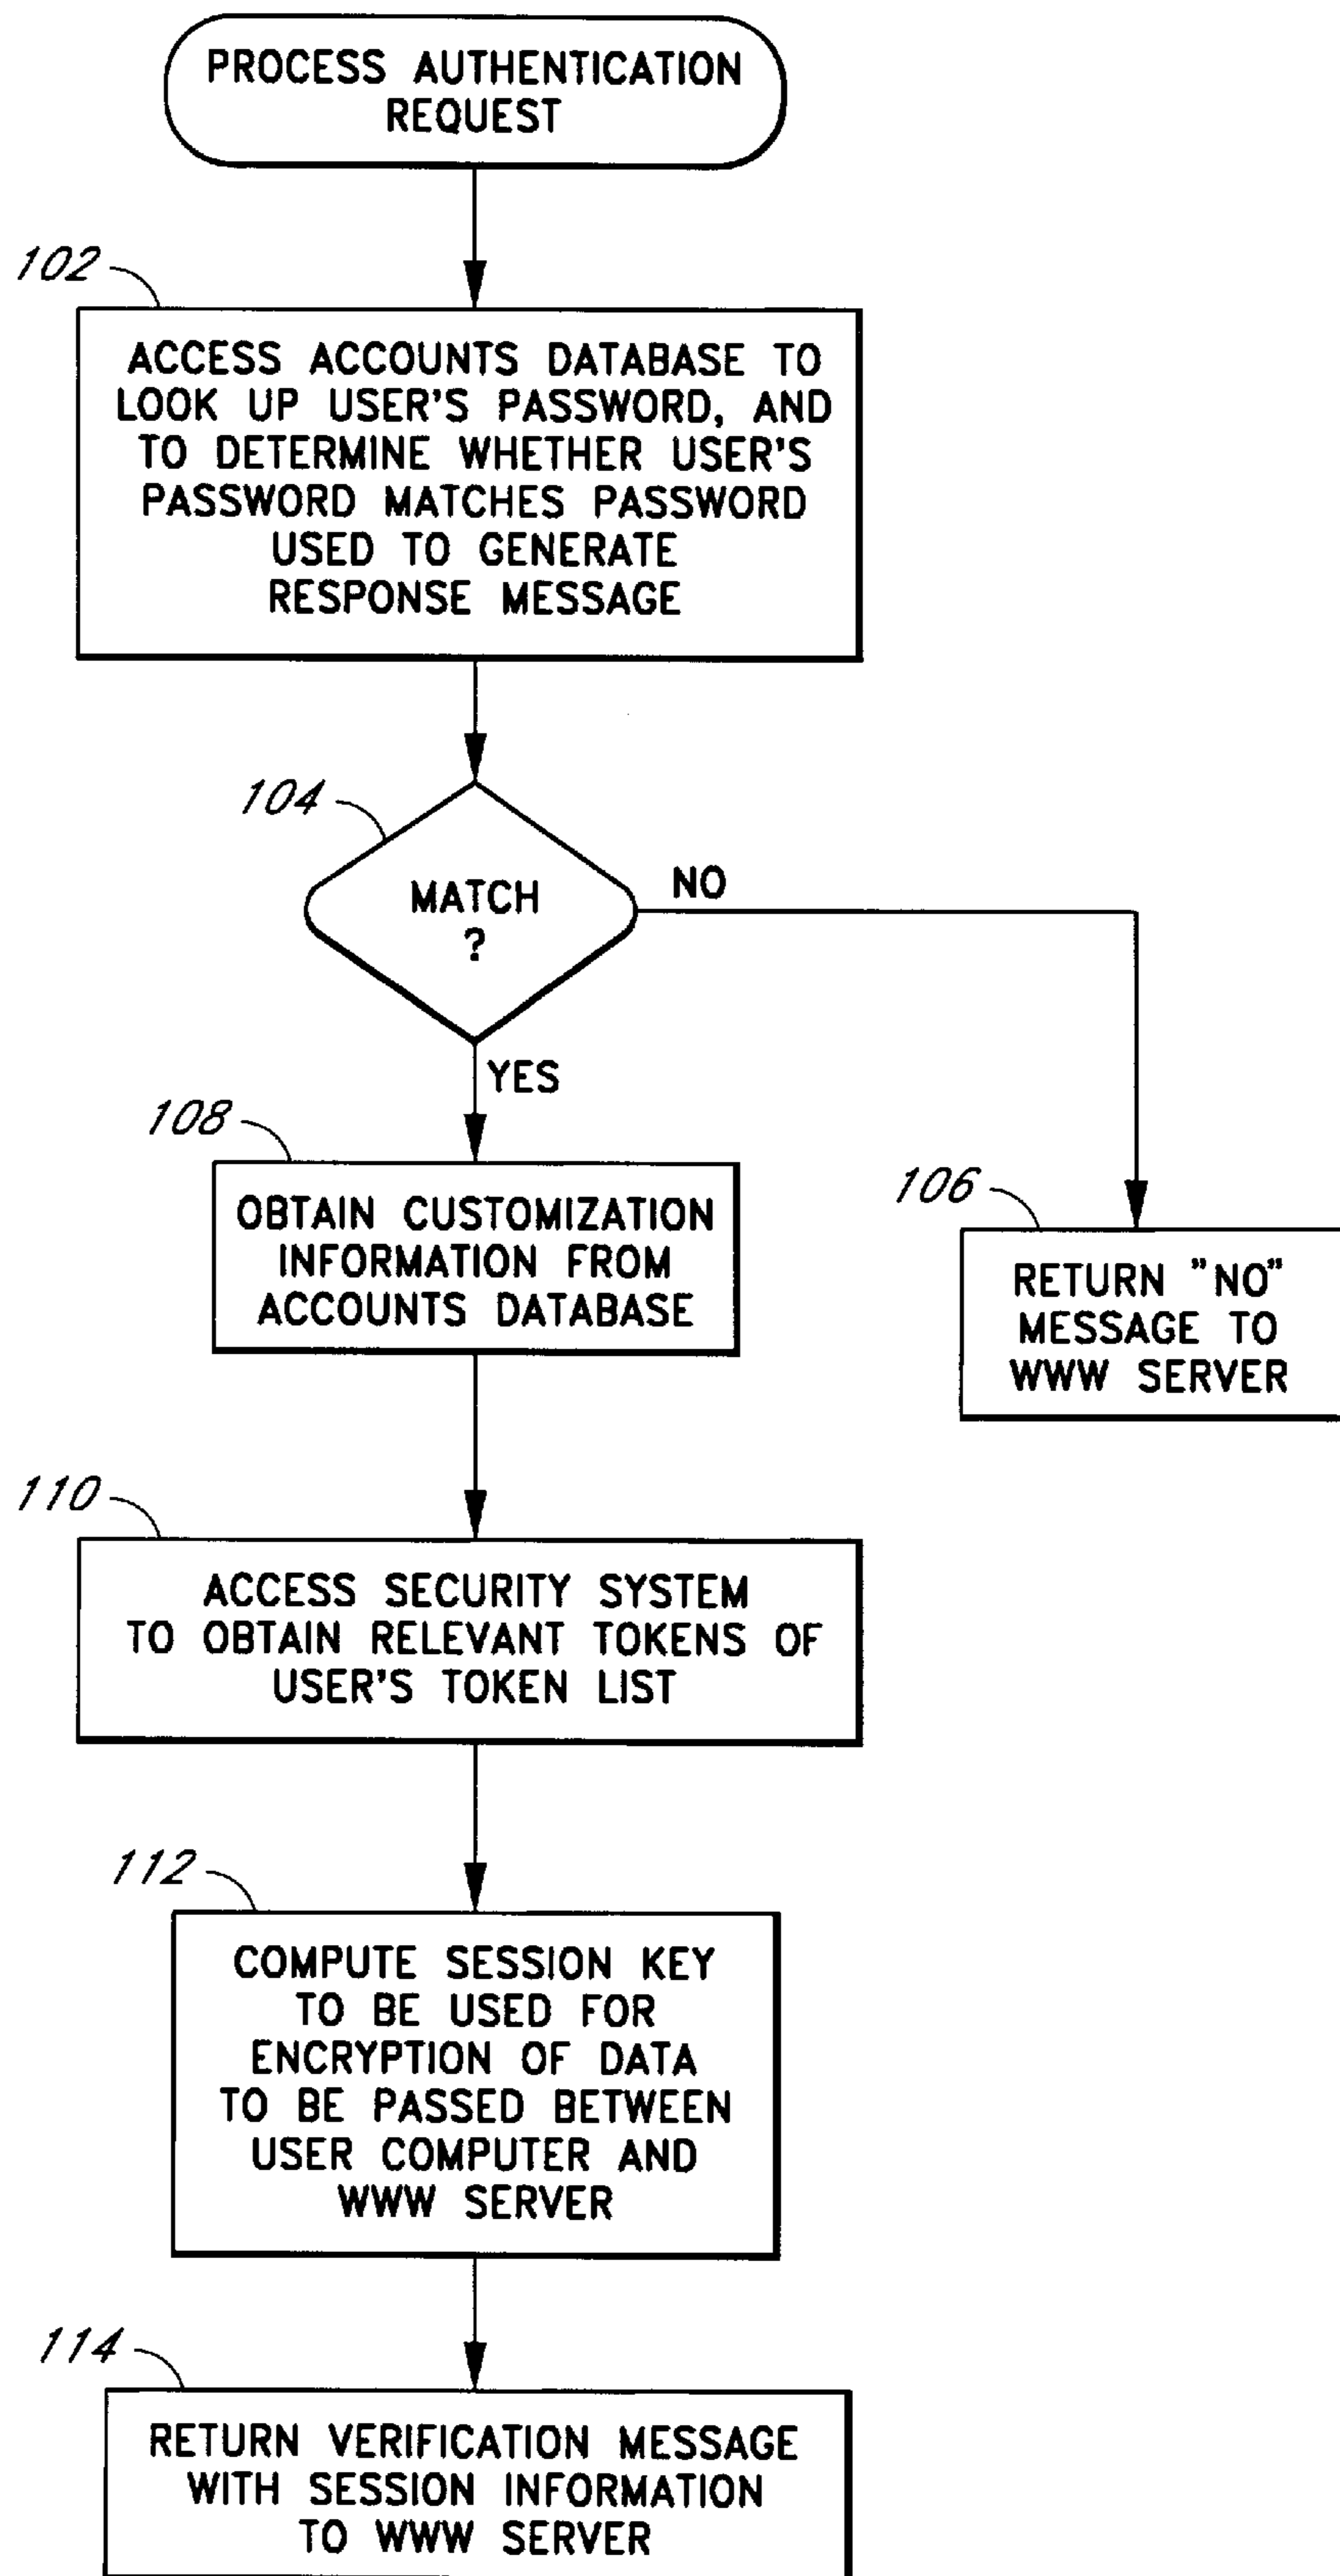 PROCESS AUTHENTICATION
REQUEST
102
ACCESS ACCOUNTS DATABASE TO
LOOK UP USER'S PASSWORD, AND
TO DETERMINE WHETHER USER'S
PASSWORD MATCHES PASSWORD
USED TO GENERATE
RESPONSE MESSAGE
104
MATCH
?
NO
YES
108
OBTAIN CUSTOMIZATION
INFORMATION FROM
ACCOUNTS DATABASE
106
RETURN "NO"
MESSAGE TO
WWW SERVER
110
ACCESS SECURITY SYSTEM
TO OBTAIN RELEVANT TOKENS OF
USER'S TOKEN LIST
112
COMPUTE SESSION KEY
TO BE USED FOR
ENCRYPTION OF DATA
TO BE PASSED BETWEEN
USER COMPUTER AND
WWW SERVER
114
RETURN VERIFICATION MESSAGE
WITH SESSION INFORMATION
TO WWW SERVER